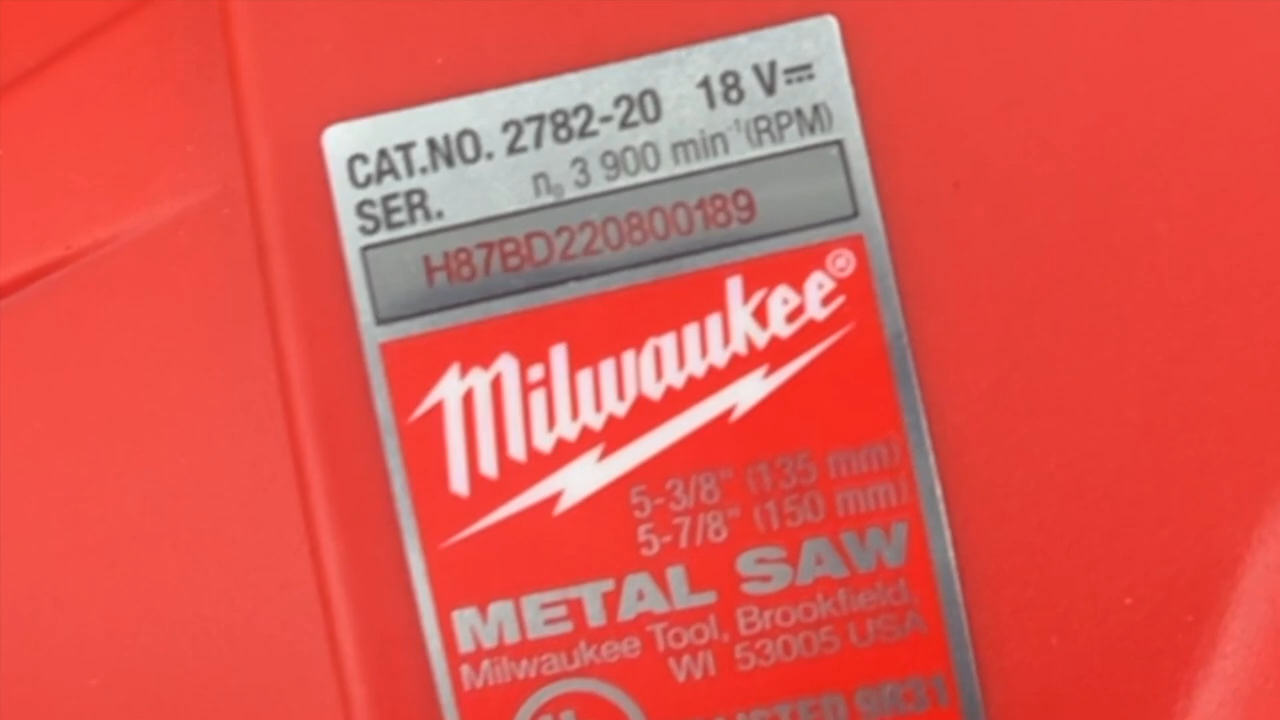 CAT.NO. 2782-20 18 V⎓
SER. n₀ 3 900 min⁻¹(RPM)
H87BD220800189
Milwaukee®
5-3/8" (135 mm)
5-7/8" (150 mm)
METAL SAW
Milwaukee Tool, Brookfield,
WI 53005 USA
LISTED